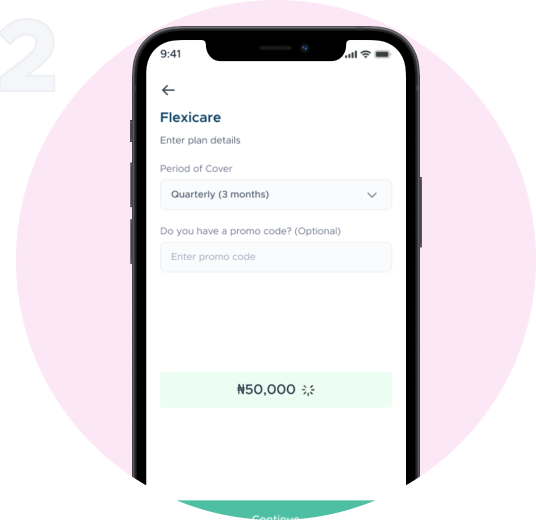 2
9:41
Flexicare
Enter plan details
Period of Cover
Quarterly (3 months)
Do you have a promo code? (Optional)
Enter promo code
₦50,000
Continue